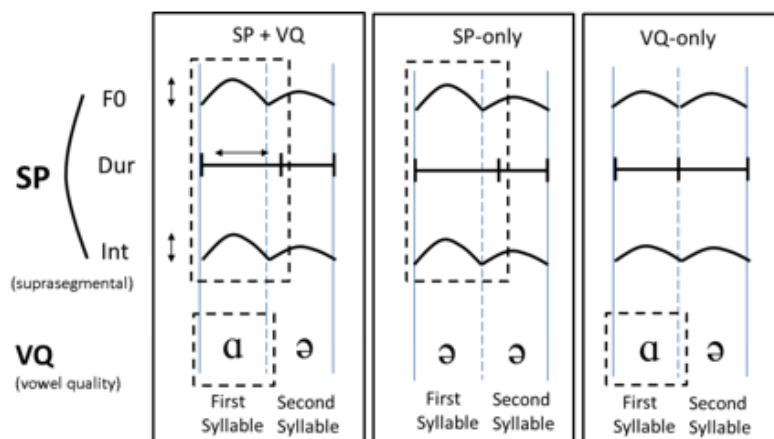 SP + VQ
SP-only
VQ-only
F0
SP
Dur
Int
(suprasegmental)
VQ
(vowel quality)
ɑ ə
ə ə
ɑ ə
First Second
Syllable Syllable
First Second
Syllable Syllable
First Second
Syllable Syllable